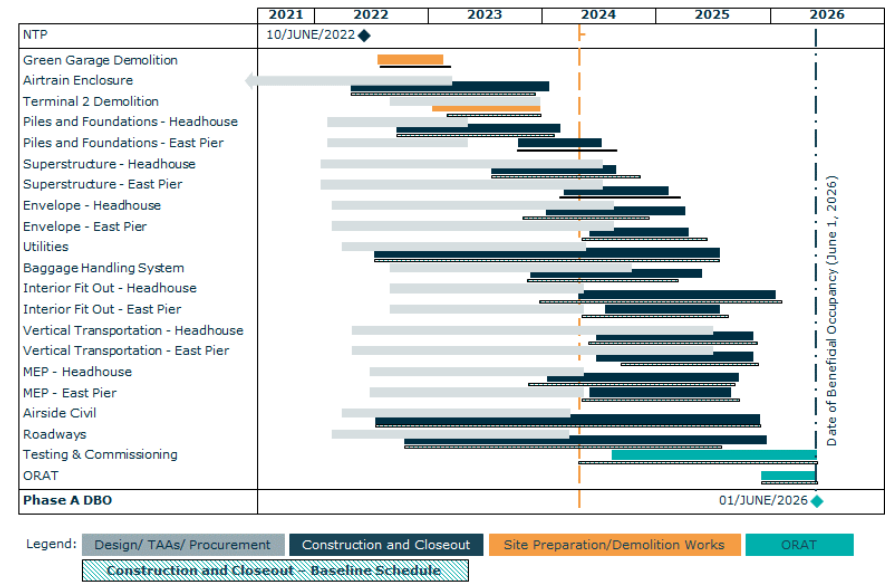 2021 2022 2023 2024 2025 2026
NTP 10/JUNE/2022
Green Garage Demolition
Airtrain Enclosure
Terminal 2 Demolition
Piles and Foundations - Headhouse
Piles and Foundations - East Pier
Superstructure - Headhouse
Superstructure - East Pier
Envelope - Headhouse
Envelope - East Pier
Utilities
Baggage Handling System
Interior Fit Out - Headhouse
Interior Fit Out - East Pier
Vertical Transportation - Headhouse
Vertical Transportation - East Pier
MEP - Headhouse
MEP - East Pier
Airside Civil
Roadways
Testing & Commissioning
ORAT
Date of Beneficial Occupancy (June 1, 2026)
Phase A DBO 01/JUNE/2026
Legend: Design/ TAAs/ Procurement Construction and Closeout Site Preparation/Demolition Works ORAT
Construction and Closeout – Baseline Schedule